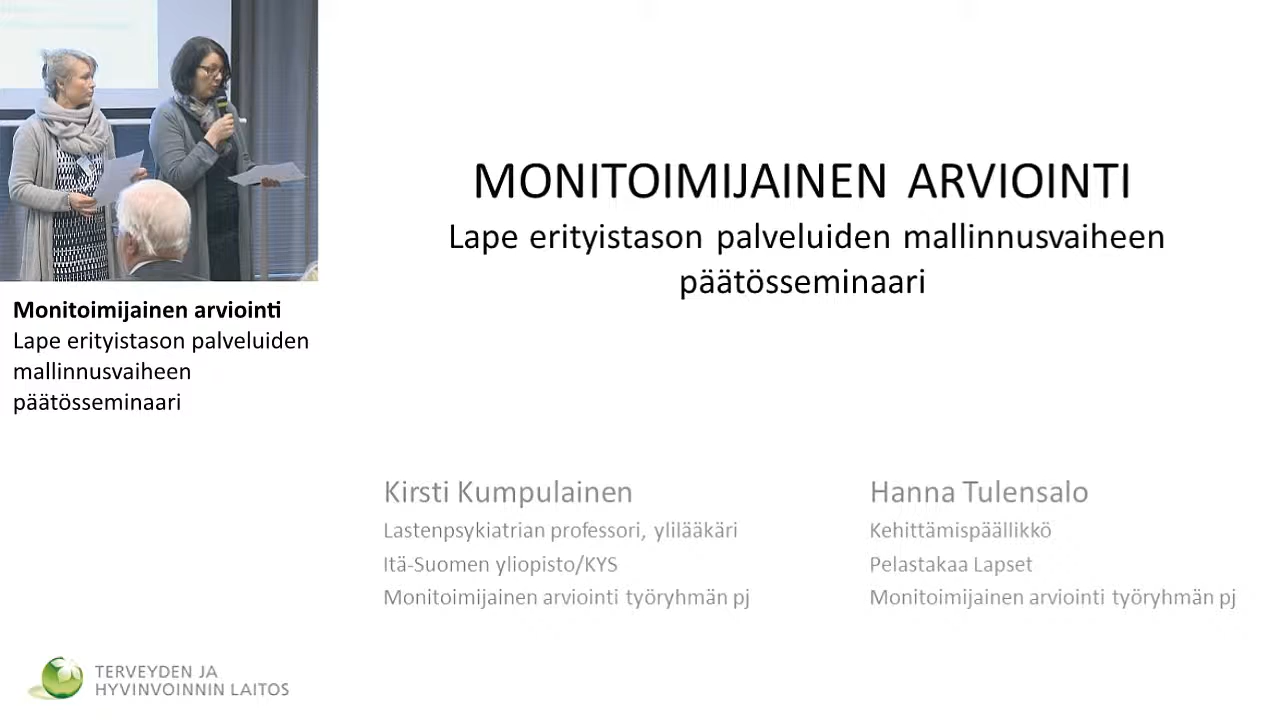 MONITOIMIJAINEN ARVIOINTI
Lape erityistason palveluiden mallinnusvaiheen
päätösseminaari
Monitoimijainen arviointi
Lape erityistason palveluiden
mallinnusvaiheen
päätösseminaari
Kirsti Kumpulainen
Lastenpsykiatrian professori, ylilääkäri
Itä-Suomen yliopisto/KYS
Monitoimijainen arviointi työryhmän pj
Hanna Tulensalo
Kehittämispäällikkö
Pelastakaa Lapset
Monitoimijainen arviointi työryhmän pj
TERVEYDEN JA
HYVINVOINNIN LAITOS